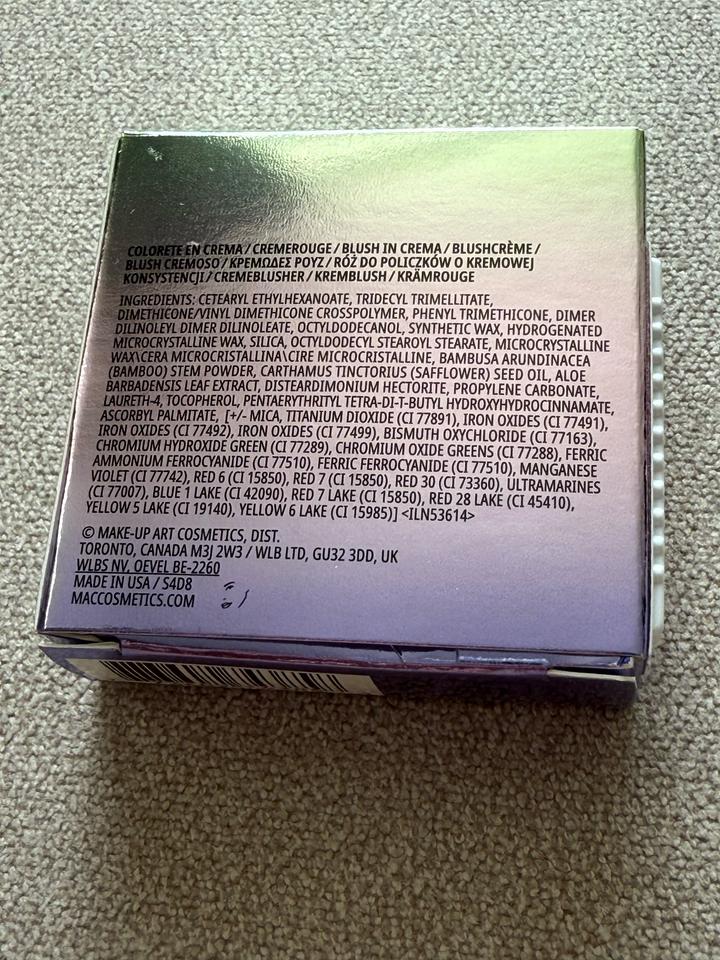 COLORETE EN CREMA / CREMEROUGE / BLUSH IN CREMA / BLUSHCRÈME /
BLUSH CREMOSO / ΚΡΕΜΩΔΕΣ ΡΟΥΖ / RÓŻ DO POLICZKÓW O KREMOWEJ
KONSYSTENCJI / CREMEBLUSHER / KREMBLUSH / KRÄMROUGE
INGREDIENTS: CETEARYL ETHYLHEXANOATE, TRIDECYL TRIMELLITATE,
DIMETHICONE/VINYL DIMETHICONE CROSSPOLYMER, PHENYL TRIMETHICONE, DIMER
DILINOLEYL DIMER DILINOLEATE, OCTYLDODECANOL, SYNTHETIC WAX, HYDROGENATED
MICROCRYSTALLINE WAX, SILICA, OCTYLDODECYL STEAROYL STEARATE, MICROCRYSTALLINE
WAX\CERA MICROCRISTALLINA\CIRE MICROCRISTALLINE, BAMBUSA ARUNDINACEA
(BAMBOO) STEM POWDER, CARTHAMUS TINCTORIUS (SAFFLOWER) SEED OIL, ALOE
BARBADENSIS LEAF EXTRACT, DISTEARDIMONIUM HECTORITE, PROPYLENE CARBONATE,
LAURETH-4, TOCOPHEROL, PENTAERYTHRITYL TETRA-DI-T-BUTYL HYDROXYHYDROCINNAMATE,
ASCORBYL PALMITATE, [+/- MICA, TITANIUM DIOXIDE (CI 77891), IRON OXIDES (CI 77491),
IRON OXIDES (CI 77492), IRON OXIDES (CI 77499), BISMUTH OXYCHLORIDE (CI 77163),
CHROMIUM HYDROXIDE GREEN (CI 77289), CHROMIUM OXIDE GREENS (CI 77288), FERRIC
AMMONIUM FERROCYANIDE (CI 77510), FERRIC FERROCYANIDE (CI 77510), MANGANESE
VIOLET (CI 77742), RED 6 (CI 15850), RED 7 (CI 15850), RED 30 (CI 73360), ULTRAMARINES
(CI 77007), BLUE 1 LAKE (CI 42090), RED 7 LAKE (CI 15850), RED 28 LAKE (CI 45410),
YELLOW 5 LAKE (CI 19140), YELLOW 6 LAKE (CI 15985)] <ILN53614>
© MAKE-UP ART COSMETICS, DIST.
TORONTO, CANADA M3J 2W3 / WLB LTD, GU32 3DD, UK
WLBS NV, OEVEL BE-2260
MADE IN USA / S4D8
MACCOSMETICS.COM